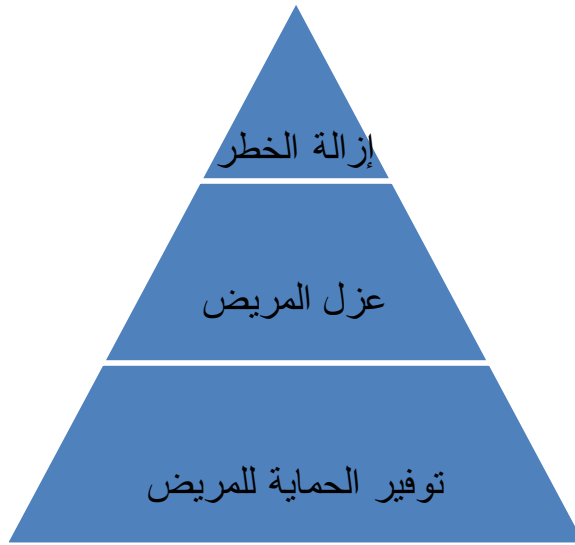 إزالة الخطر
عزل المريض
توفير الحماية للمريض